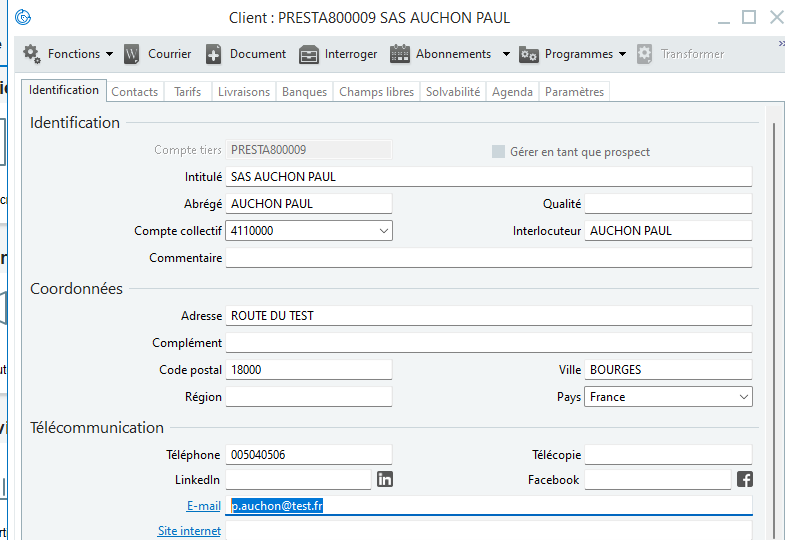 Client : PRESTA800009 SAS AUCHON PAUL
Fonctions Courrier Document Interroger Abonnements Programmes Transformer
Identification Contacts Tarifs Livraisons Banques Champs libres Solvabilité Agenda Paramètres
Identification
Compte tiers PRESTA800009 Gérer en tant que prospect
Intitulé SAS AUCHON PAUL
Abrégé AUCHON PAUL Qualité
Compte collectif 4110000 Interlocuteur AUCHON PAUL
Commentaire
Coordonnées
Adresse ROUTE DU TEST
Complément
Code postal 18000 Ville BOURGES
Région Pays France
Télécommunication
Téléphone 005040506 Télécopie
LinkedIn Facebook
E-mail p.auchon@test.fr
Site internet